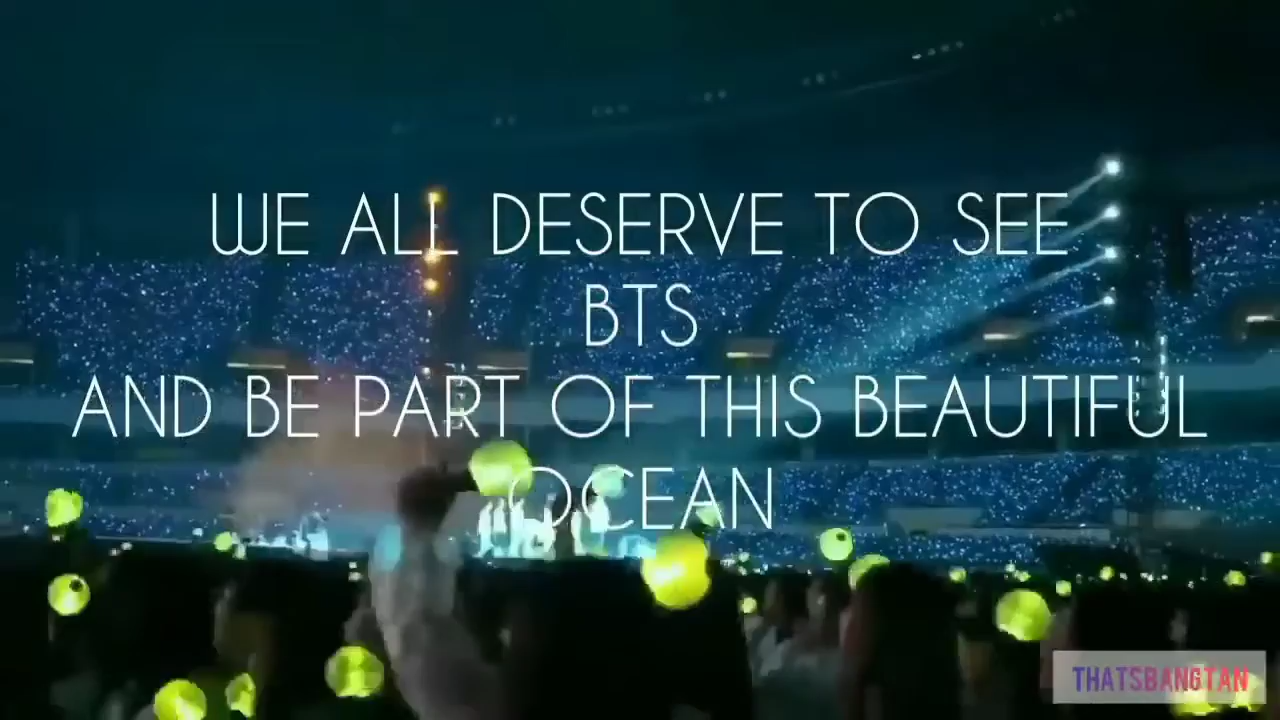 WE ALL DESERVE TO SEE
BTS
AND BE PART OF THIS BEAUTIFUL
OCEAN
THATSBANGTAN